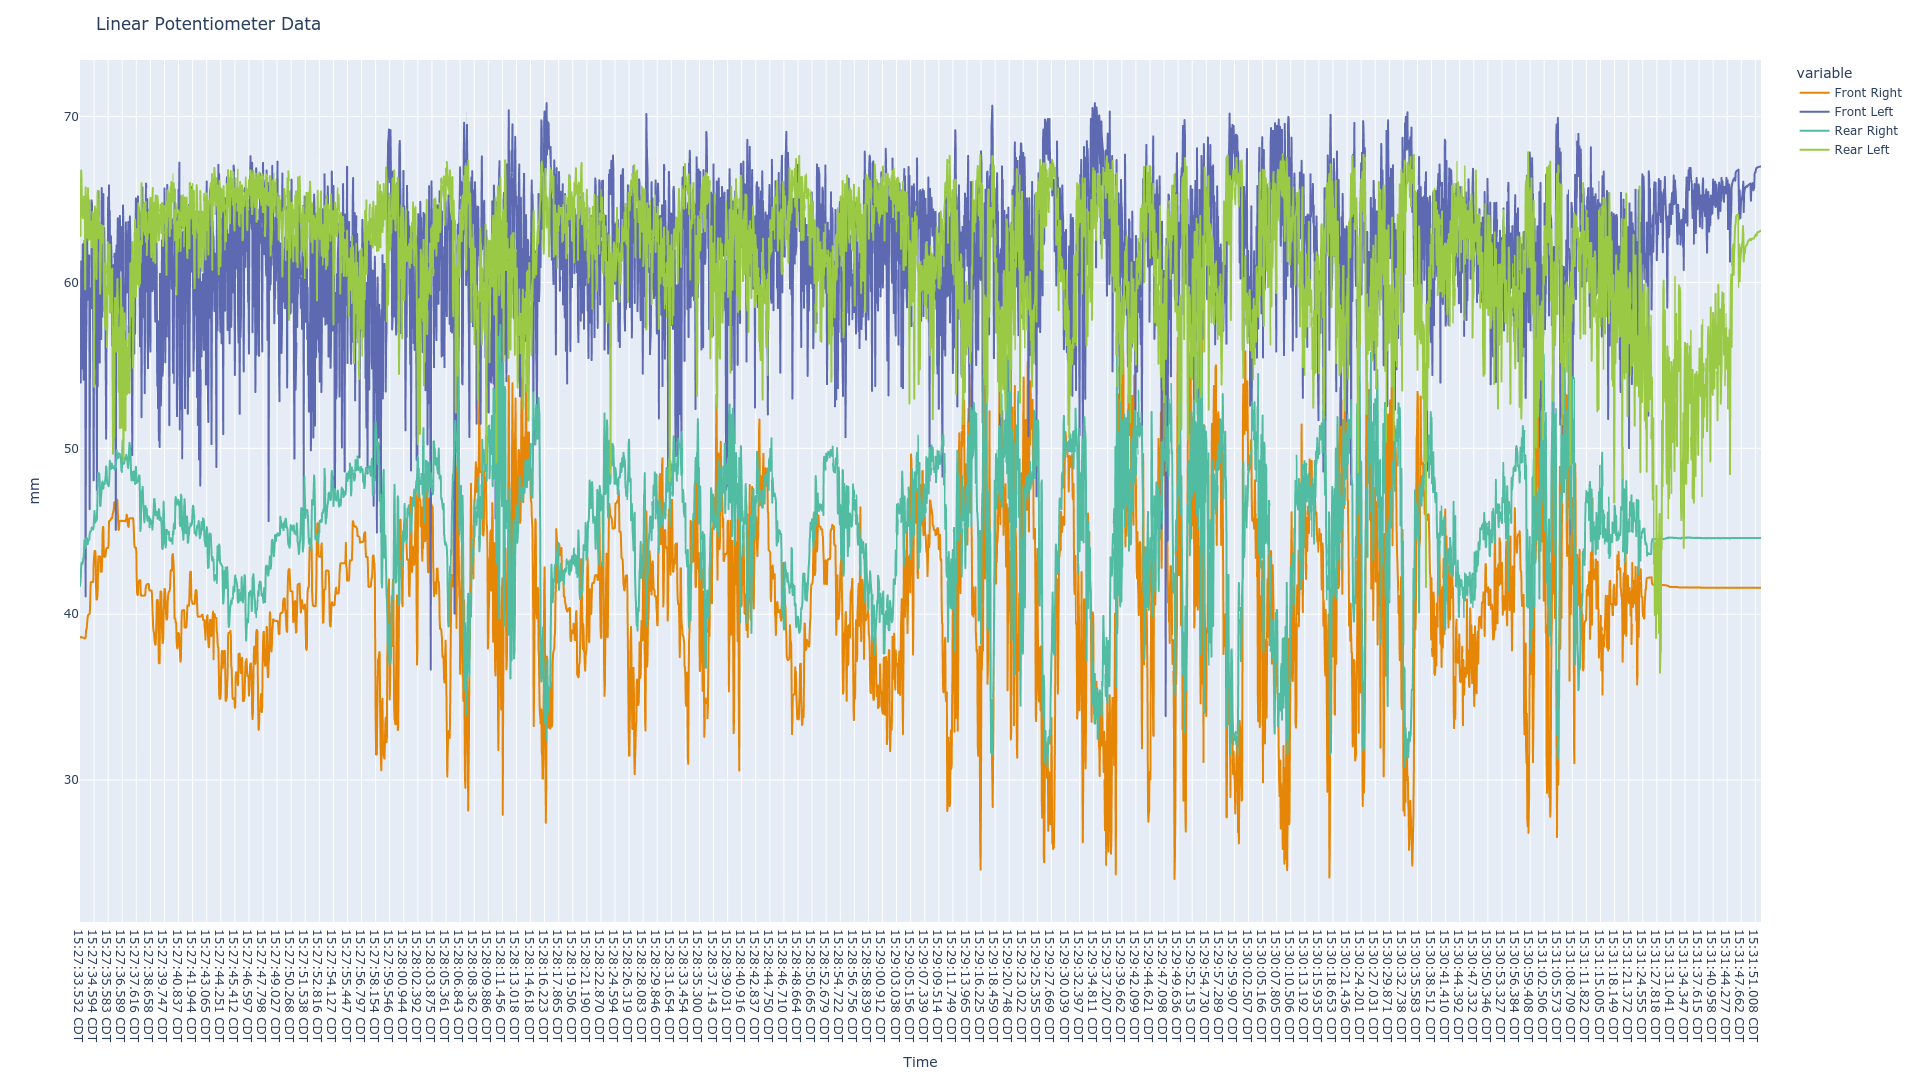 Linear Potentiometer Data
variable
Front Right
Front Left
Rear Right
Rear Left
mm
70
60
50
40
30
15:27:33.532 CDT
15:27:34.594 CDT
15:27:35.583 CDT
15:27:36.589 CDT
15:27:37.616 CDT
15:27:38.658 CDT
15:27:39.747 CDT
15:27:40.837 CDT
15:27:41.944 CDT
15:27:43.065 CDT
15:27:44.251 CDT
15:27:45.412 CDT
15:27:46.597 CDT
15:27:47.798 CDT
15:27:49.027 CDT
15:27:50.268 CDT
15:27:51.538 CDT
15:27:52.816 CDT
15:27:54.127 CDT
15:27:55.447 CDT
15:27:56.797 CDT
15:27:58.154 CDT
15:27:59.546 CDT
15:28:00.944 CDT
15:28:02.392 CDT
15:28:03.875 CDT
15:28:05.361 CDT
15:28:06.843 CDT
15:28:08.362 CDT
15:28:09.886 CDT
15:28:11.456 CDT
15:28:13.018 CDT
15:28:14.618 CDT
15:28:16.223 CDT
15:28:17.865 CDT
15:28:19.506 CDT
15:28:21.190 CDT
15:28:22.870 CDT
15:28:24.594 CDT
15:28:26.319 CDT
15:28:28.083 CDT
15:28:29.846 CDT
15:28:31.654 CDT
15:28:33.454 CDT
15:28:35.300 CDT
15:28:37.143 CDT
15:28:39.031 CDT
15:28:40.916 CDT
15:28:42.837 CDT
15:28:44.750 CDT
15:28:46.710 CDT
15:28:48.664 CDT
15:28:50.665 CDT
15:28:52.679 CDT
15:28:54.722 CDT
15:28:56.756 CDT
15:28:58.839 CDT
15:29:00.912 CDT
15:29:03.038 CDT
15:29:05.156 CDT
15:29:07.339 CDT
15:29:09.514 CDT
15:29:11.749 CDT
15:29:13.965 CDT
15:29:16.245 CDT
15:29:18.499 CDT
15:29:20.748 CDT
15:29:23.022 CDT
15:29:25.395 CDT
15:29:27.669 CDT
15:29:30.039 CDT
15:29:32.397 CDT
15:29:34.811 CDT
15:29:37.207 CDT
15:29:39.662 CDT
15:29:42.099 CDT
15:29:44.621 CDT
15:29:47.098 CDT
15:29:49.632 CDT
15:29:52.153 CDT
15:29:54.736 CDT
15:29:57.289 CDT
15:29:59.907 CDT
15:30:02.507 CDT
15:30:05.166 CDT
15:30:07.805 CDT
15:30:10.506 CDT
15:30:13.192 CDT
15:30:15.935 CDT
15:30:18.653 CDT
15:30:21.436 CDT
15:30:24.201 CDT
15:30:27.031 CDT
15:30:29.871 CDT
15:30:32.798 CDT
15:30:35.583 CDT
15:30:38.512 CDT
15:30:41.410 CDT
15:30:44.392 CDT
15:30:47.332 CDT
15:30:50.346 CDT
15:30:53.327 CDT
15:30:56.384 CDT
15:30:59.408 CDT
15:31:02.506 CDT
15:31:05.573 CDT
15:31:08.709 CDT
15:31:11.822 CDT
15:31:15.005 CDT
15:31:18.149 CDT
15:31:21.372 CDT
15:31:24.555 CDT
15:31:27.818 CDT
15:31:31.041 CDT
15:31:34.347 CDT
15:31:37.615 CDT
15:31:40.958 CDT
15:31:44.277 CDT
15:31:47.662 CDT
15:31:51.008 CDT
Time